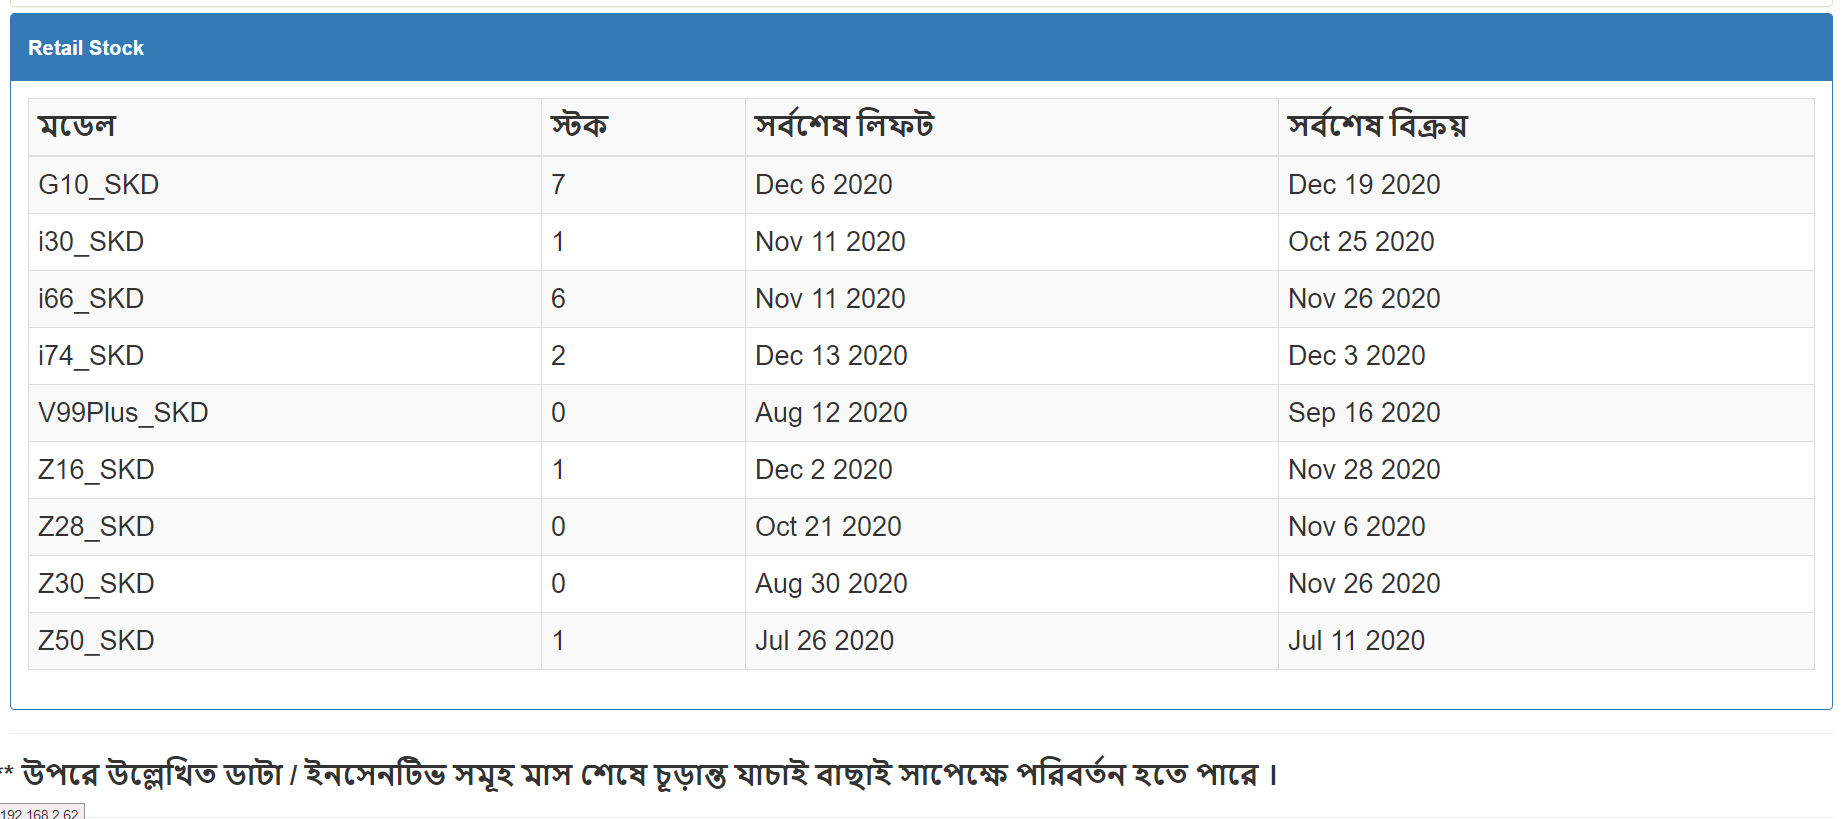 Retail Stock
মডেল স্টক সর্বশেষ লিফট সর্বশেষ বিক্রয়
G10_SKD 7 Dec 6 2020 Dec 19 2020
i30_SKD 1 Nov 11 2020 Oct 25 2020
i66_SKD 6 Nov 11 2020 Nov 26 2020
i74_SKD 2 Dec 13 2020 Dec 3 2020
V99Plus_SKD 0 Aug 12 2020 Sep 16 2020
Z16_SKD 1 Dec 2 2020 Nov 28 2020
Z28_SKD 0 Oct 21 2020 Nov 6 2020
Z30_SKD 0 Aug 30 2020 Nov 26 2020
Z50_SKD 1 Jul 26 2020 Jul 11 2020
** উপরে উল্লেখিত ডাটা / ইনসেনটিভ সমূহ মাস শেষে চূড়ান্ত যাচাই বাছাই সাপেক্ষে পরিবর্তন হতে পারে ।
192.168.2.62